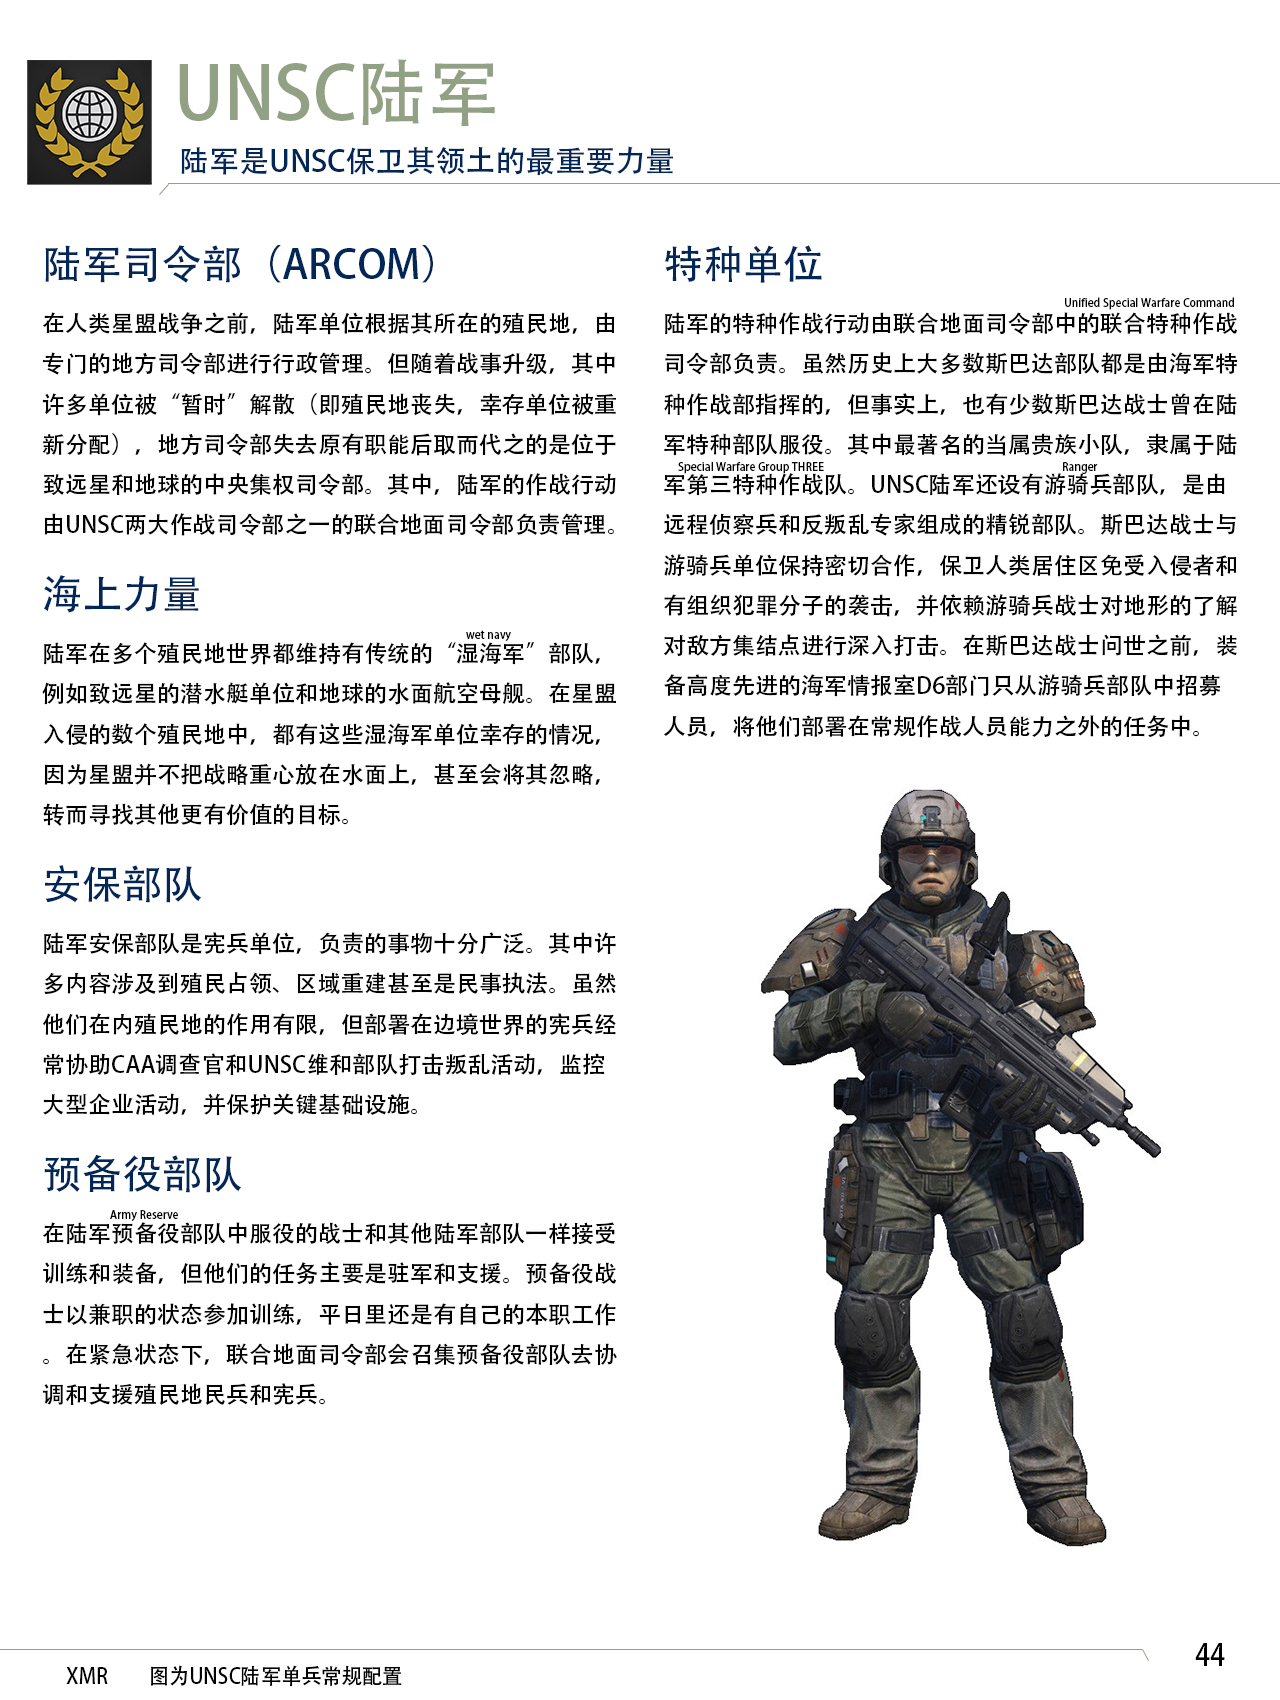 UNSC陆军
陆军是UNSC保卫其领土的最重要力量
陆军司令部（ARCOM）
在人类星盟战争之前，陆军单位根据其所在的殖民地，由
专门的地方司令部进行行政管理。但随着战事升级，其中
许多单位被“暂时”解散（即殖民地丧失，幸存单位被重
新分配），地方司令部失去原有职能后取而代之的是位于
致远星和地球的中央集权司令部。其中，陆军的作战行动
由UNSC两大作战司令部之一的联合地面司令部负责管理。
海上力量
wet navy
陆军在多个殖民地世界都维持有传统的“湿海军”部队，
例如致远星的潜水艇单位和地球的水面航空母舰。在星盟
入侵的数个殖民地中，都有这些湿海军单位幸存的情况，
因为星盟并不把战略重心放在水面上，甚至会将其忽略，
转而寻找其他更有价值的目标。
安保部队
陆军安保部队是宪兵单位，负责的事物十分广泛。其中许
多内容涉及到殖民占领、区域重建甚至是民事执法。虽然
他们在内殖民地的作用有限，但部署在边境世界的宪兵经
常协助CAA调查官和UNSC维和部队打击叛乱活动，监控
大型企业活动，并保护关键基础设施。
预备役部队
Army Reserve
在陆军预备役部队中服役的战士和其他陆军部队一样接受
训练和装备，但他们的任务主要是驻军和支援。预备役战
士以兼职的状态参加训练，平日里还是有自己的本职工作
。在紧急状态下，联合地面司令部会召集预备役部队去协
调和支援殖民地民兵和宪兵。
特种单位
Unified Special Warfare Command
陆军的特种作战行动由联合地面司令部中的联合特种作战
司令部负责。虽然历史上大多数斯巴达部队都是由海军特
种作战部指挥的，但事实上，也有少数斯巴达战士曾在陆
军特种部队服役。其中最著名的当属贵族小队，隶属于陆
Special Warfare Group THREE Ranger
军第三特种作战队。UNSC陆军还设有游骑兵部队，是由
远程侦察兵和反叛乱专家组成的精锐部队。斯巴达战士与
游骑兵单位保持密切合作，保卫人类居住区免受入侵者和
有组织犯罪分子的袭击，并依赖游骑兵战士对地形的了解
对敌方集结点进行深入打击。在斯巴达战士问世之前，装
备高度先进的海军情报室D6部门只从游骑兵部队中招募
人员，将他们部署在常规作战人员能力之外的任务中。
44
XMR 图为UNSC陆军单兵常规配置